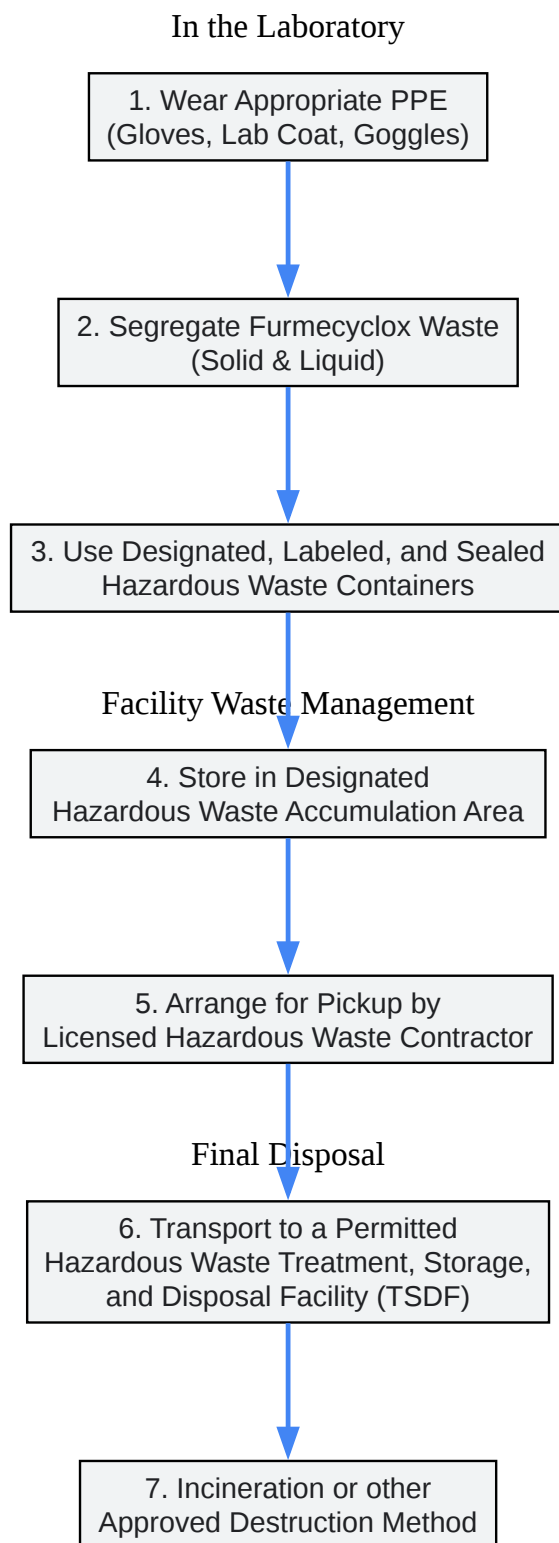 In the Laboratory
1. Wear Appropriate PPE
(Gloves, Lab Coat, Goggles)
2. Segregate Furmecyclox Waste
(Solid & Liquid)
3. Use Designated, Labeled, and Sealed
Hazardous Waste Containers
Facility Waste Management
4. Store in Designated
Hazardous Waste Accumulation Area
5. Arrange for Pickup by
Licensed Hazardous Waste Contractor
Final Disposal
6. Transport to a Permitted
Hazardous Waste Treatment, Storage,
and Disposal Facility (TSDF)
7. Incineration or other
Approved Destruction Method